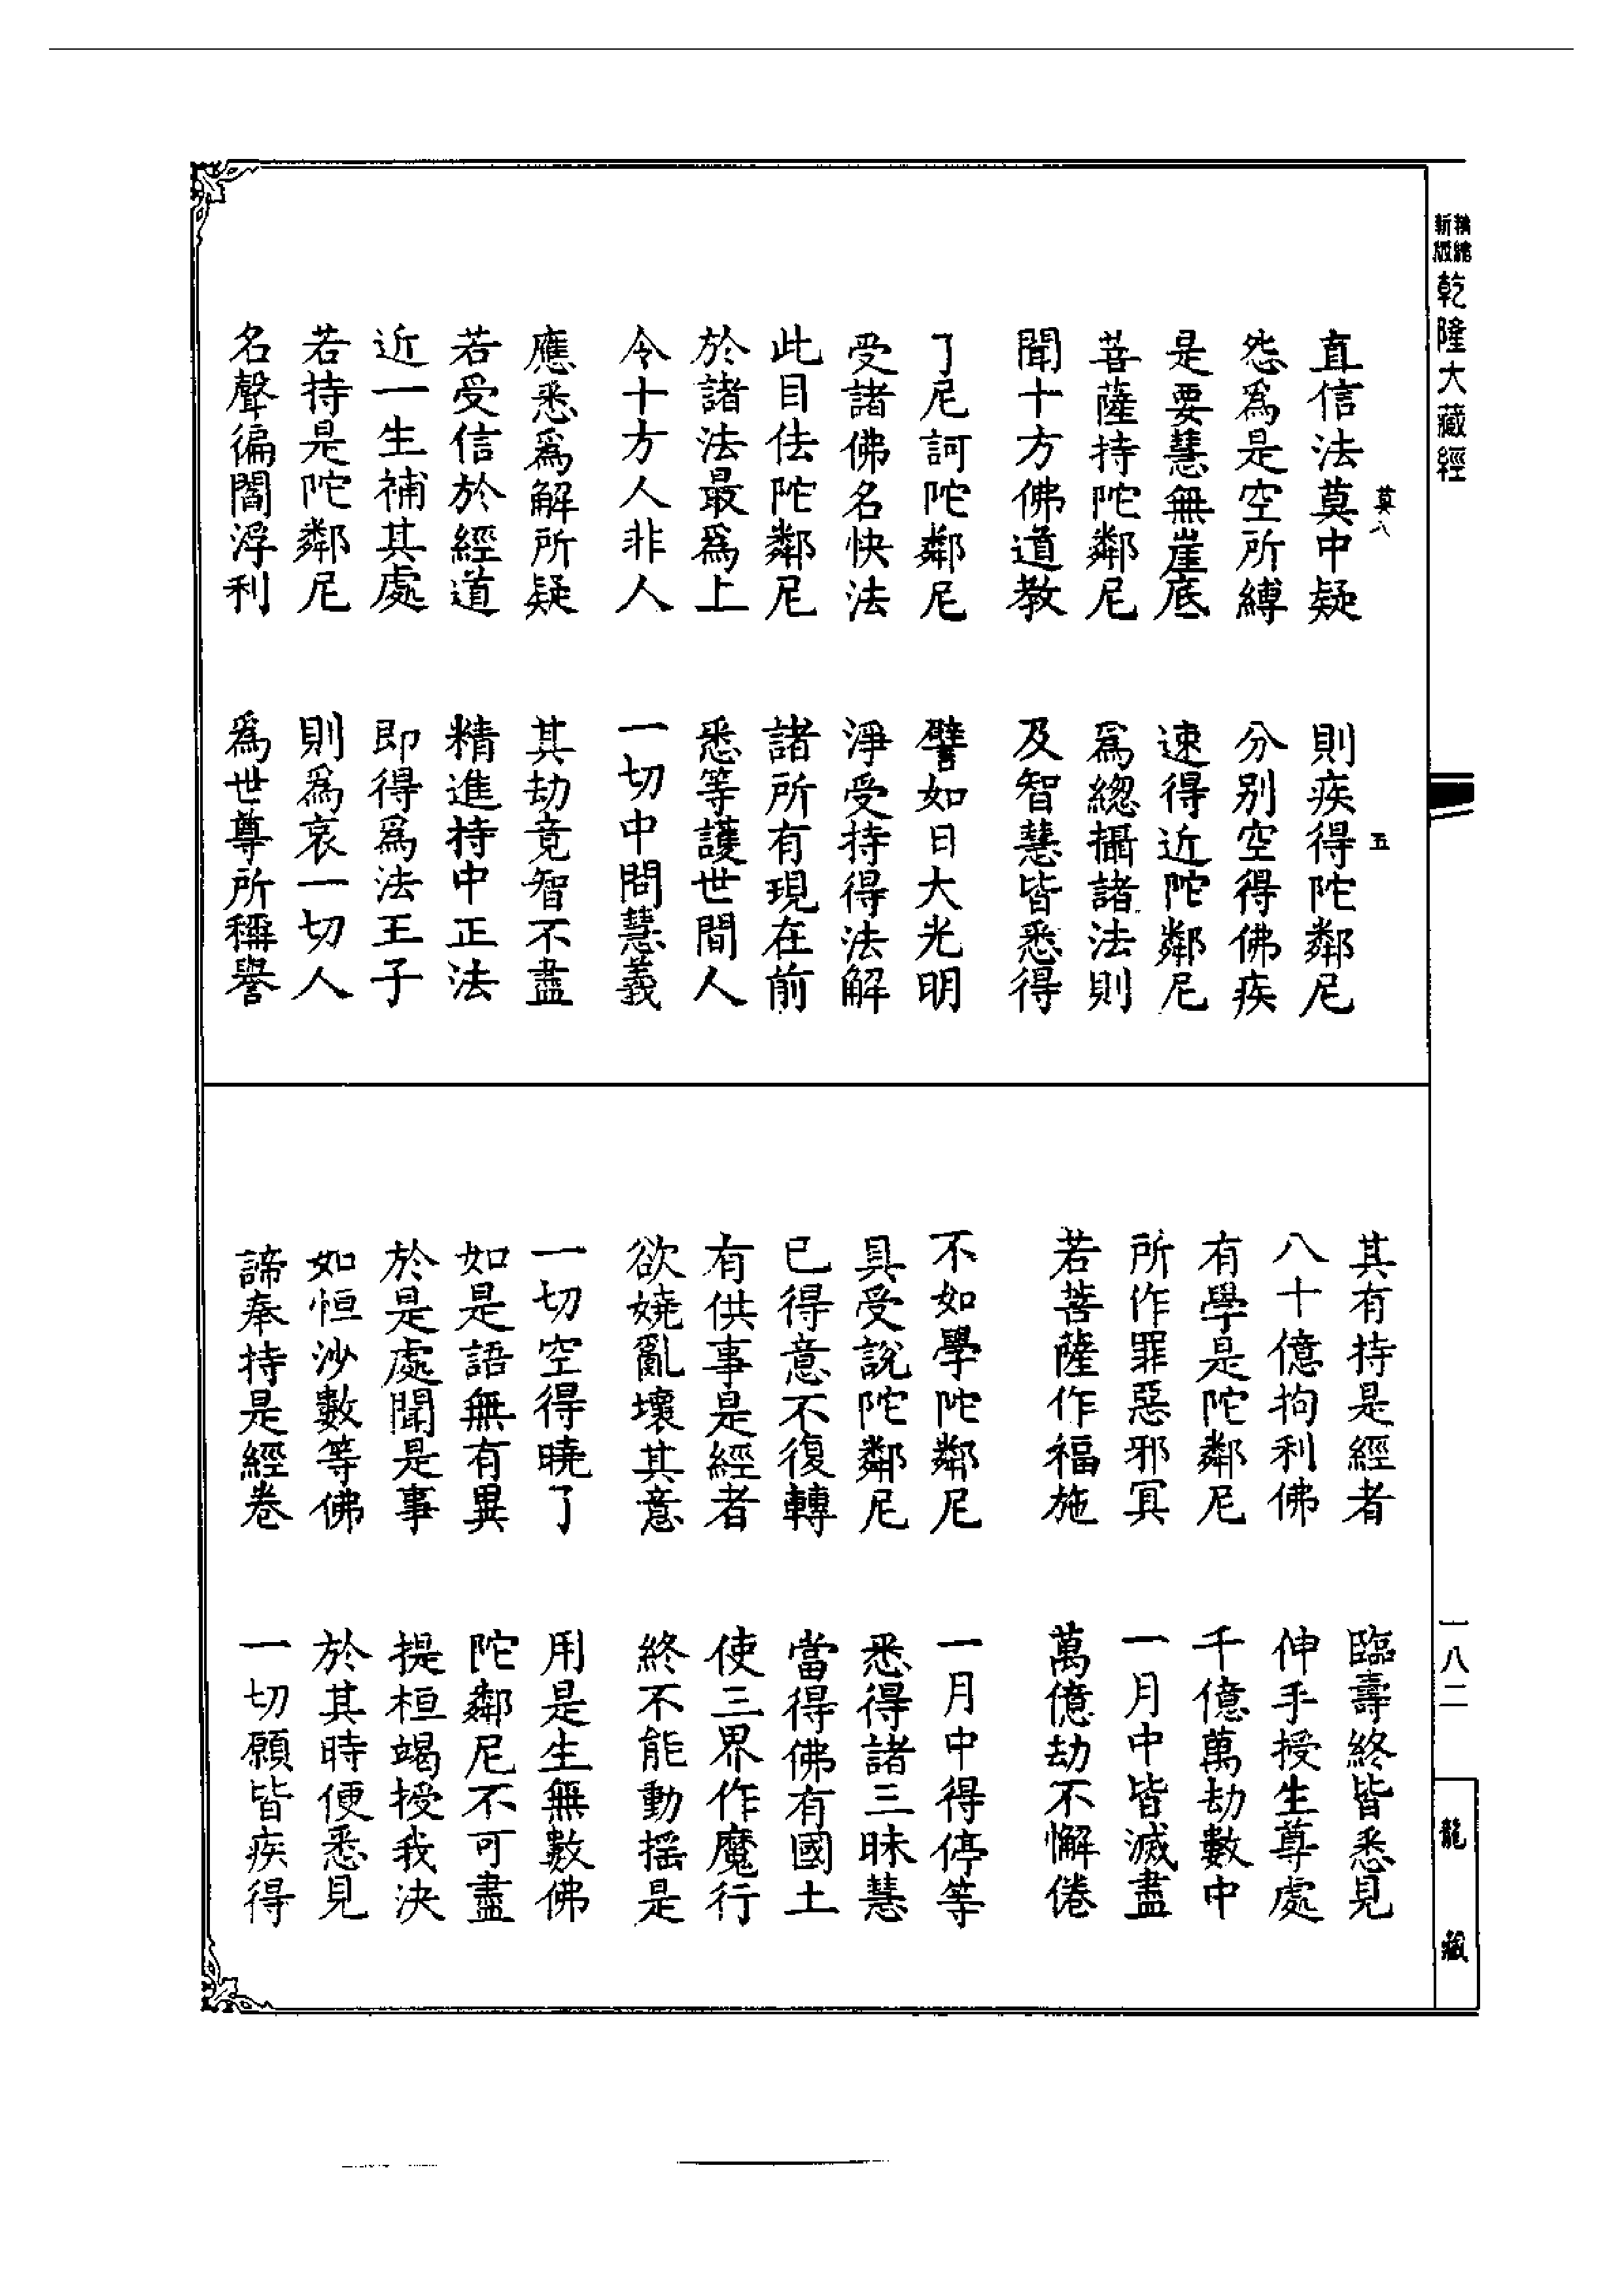 精縮新版乾隆大藏經
一八二
龍藏
莫八 五
直信法莫中疑 則疾得陀鄰尼
怨爲是空所縛 分别空得佛疾
是要慧無崖底 速得近陀鄰尼
菩薩持陀鄰尼 爲總攝諸法則
聞十方佛道教 及智慧皆悉得
了尼訶陀鄰尼 譬如日大光明
受諸佛名快法 淨受持得法解
此目佉陀鄰尼 諸所有現在前
於諸法最爲上 悉等護世間人
令十方人非人 一切中問慧義
應悉爲解所疑 其劫竟智不盡
若受信於經道 精進持中正法
近一生補其處 即得爲法王子
若持是陀鄰尼 則爲哀一切人
名聲徧閻浮利 爲世尊所稱譽
其有持是經者 臨壽終皆悉見
八十億拘利佛 伸手授生尊處
有學是陀鄰尼 千億萬劫數中
所作罪惡邪冥 一月中皆滅盡
若菩薩作福施 萬億劫不懈倦
不如學陀鄰尼 一月中得停等
具受說陀鄰尼 悉得諸三昧慧
已得意不復轉 當得佛有國土
有供事是經者 使三界作魔行
欲嬈亂壞其意 終不能動摇是
一切空得曉了 用是生無數佛
如是語無有異 陀鄰尼不可盡
於是處聞是事 提桓竭授我決
如恒沙數等佛 於其時便悉見
諦奉持是經卷 一切願皆疾得